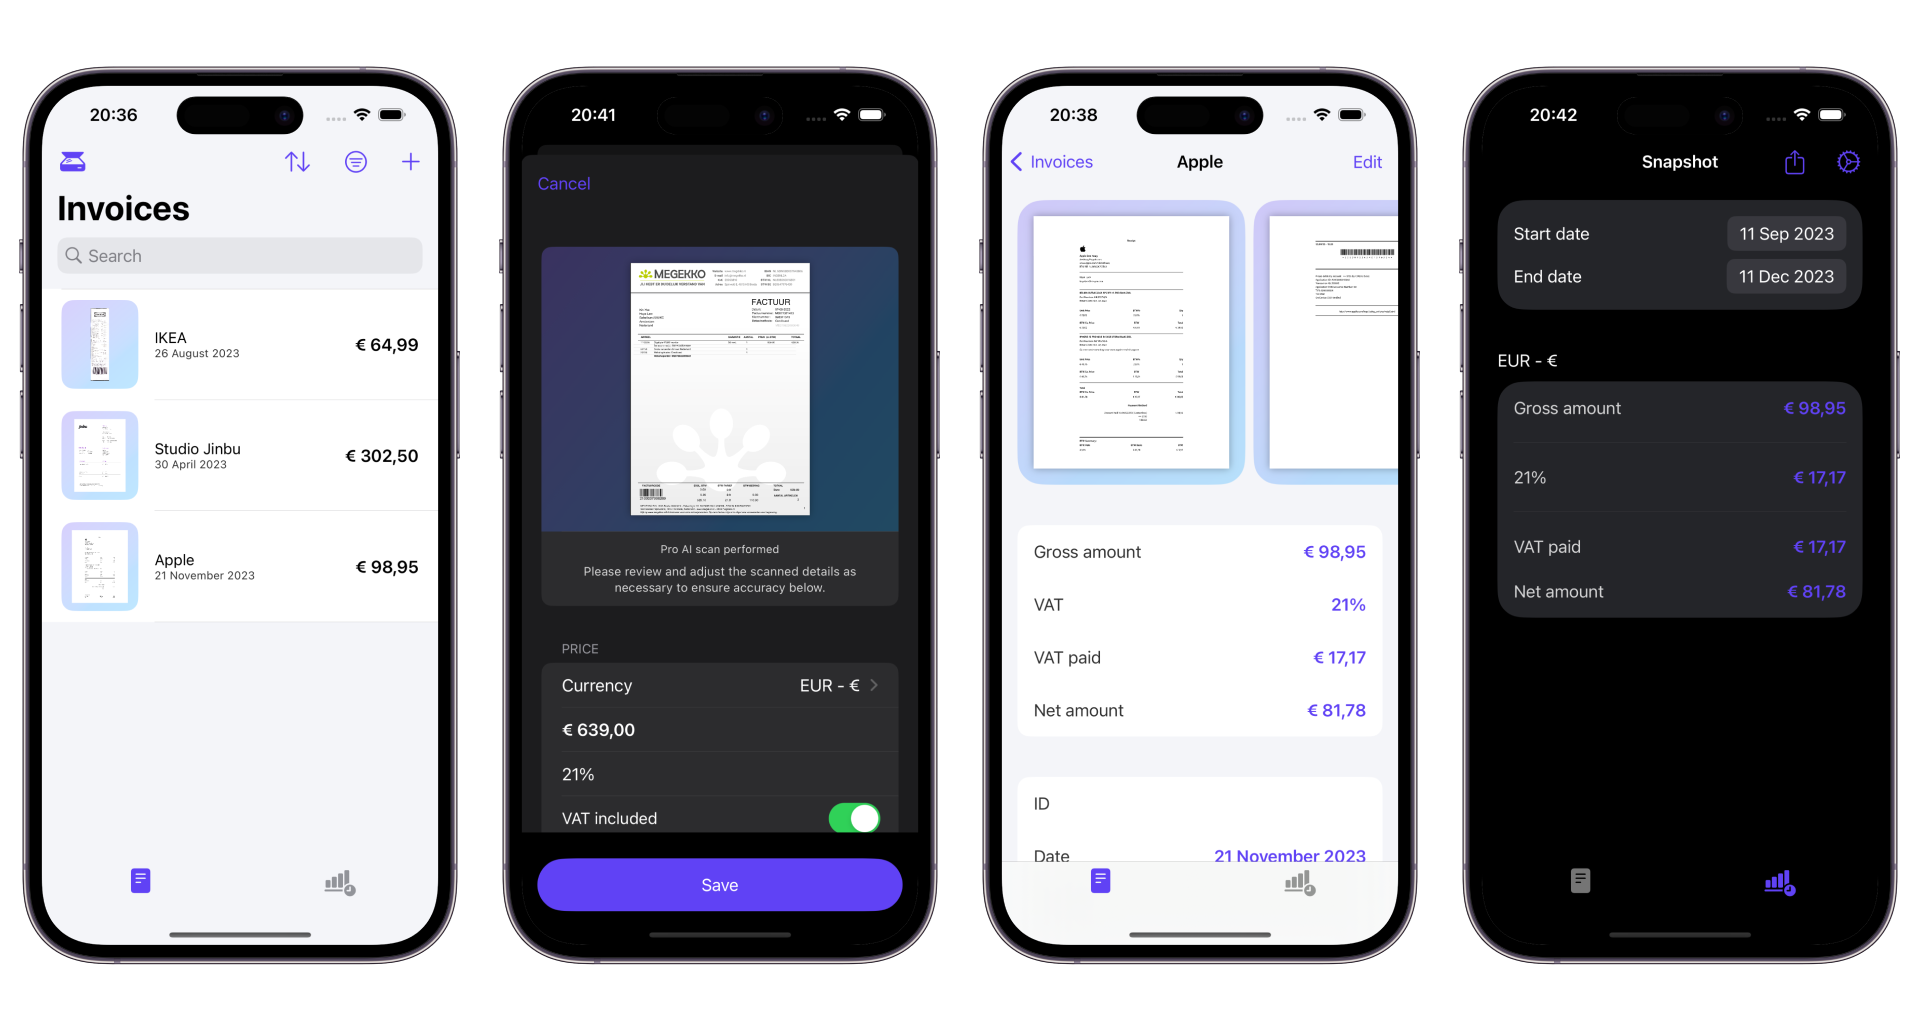 20:36
Invoices
Search
IKEA
26 August 2023
€ 64,99
Studio Jinbu
30 April 2023
€ 302,50
Apple
21 November 2023
€ 98,95
20:41
Cancel
MEGEKKO
FACTUUR
Pro AI scan performed
Please review and adjust the scanned details as
necessary to ensure accuracy below.
PRICE
Currency EUR - €
€ 639,00
21%
VAT included
Save
20:38
Invoices Apple Edit
Gross amount € 98,95
VAT 21%
VAT paid € 17,17
Net amount € 81,78
ID
Date 21 November 2023
20:42
Snapshot
Start date 11 Sep 2023
End date 11 Dec 2023
EUR - €
Gross amount € 98,95
21% € 17,17
VAT paid € 17,17
Net amount € 81,78